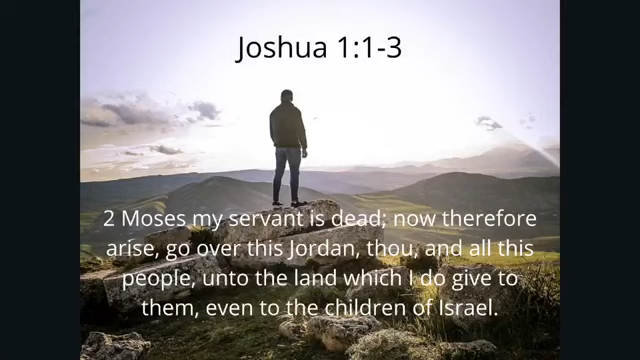 Joshua 1:1-3
2 Moses my servant is dead; now therefore
arise, go over this Jordan, thou, and all this
people, unto the land which I do give to
them, even to the children of Israel.